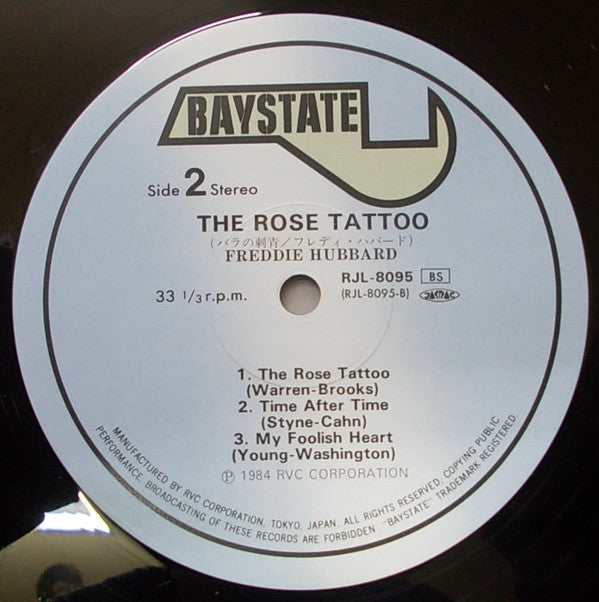 BAYSTATE
Side 2 Stereo
THE ROSE TATTOO
(バラの刺青/フレディ・ハバード)
FREDDIE HUBBARD
33 1/3 r.p.m.
RJL-8095 BS
(RJL-8095-B) JASRAC
1. The Rose Tattoo
(Warren-Brooks)
2. Time After Time
(Styne-Cahn)
3. My Foolish Heart
(Young-Washington)
Ⓟ 1984 RVC CORPORATION
MANUFACTURED BY RVC CORPORATION, TOKYO, JAPAN. ALL RIGHTS RESERVED. COPYING PUBLIC
PERFORMANCE, BROADCASTING OF THESE RECORDS ARE FORBIDDEN. "BAYSTATE" TRADEMARK REGISTERED